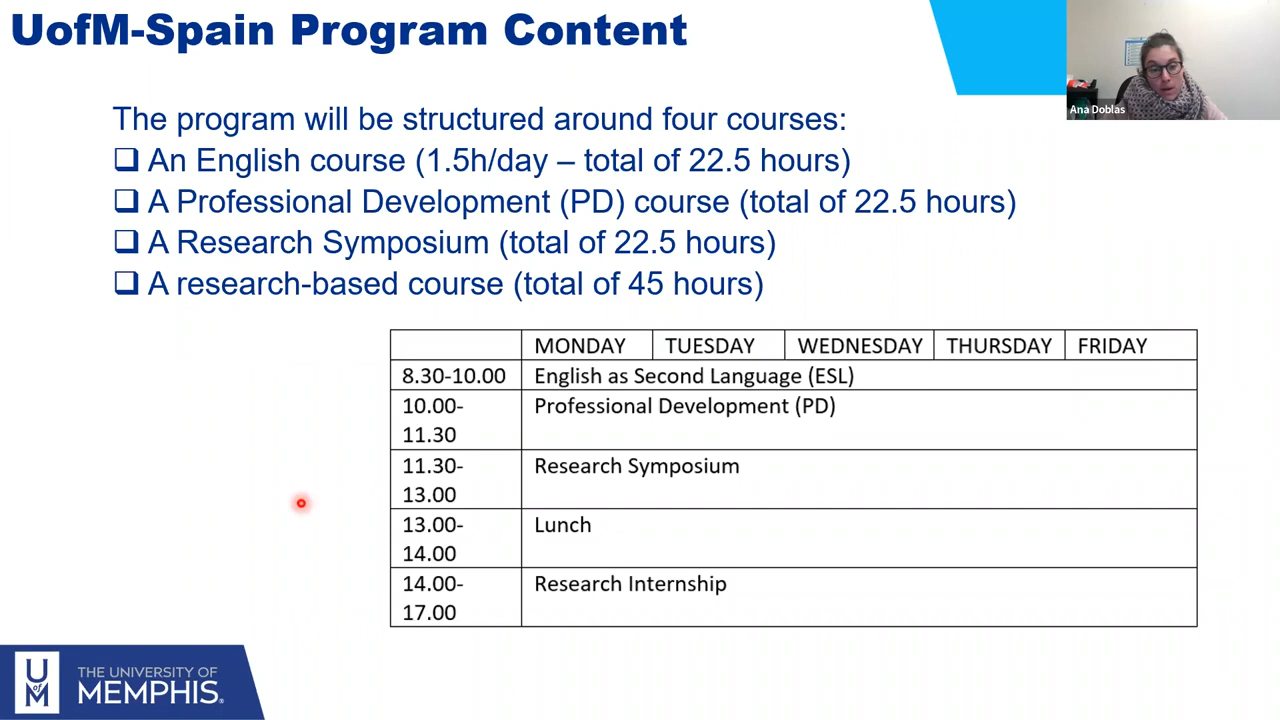 UofM-Spain Program Content
Ana Doblas
The program will be structured around four courses:
An English course (1.5h/day – total of 22.5 hours)
A Professional Development (PD) course (total of 22.5 hours)
A Research Symposium (total of 22.5 hours)
A research-based course (total of 45 hours)
MONDAY TUESDAY WEDNESDAY THURSDAY FRIDAY
8.30-10.00 English as Second Language (ESL)
10.00- Professional Development (PD)
11.30
11.30- Research Symposium
13.00
13.00- Lunch
14.00
14.00- Research Internship
17.00
U
of
M
THE UNIVERSITY OF
MEMPHIS.